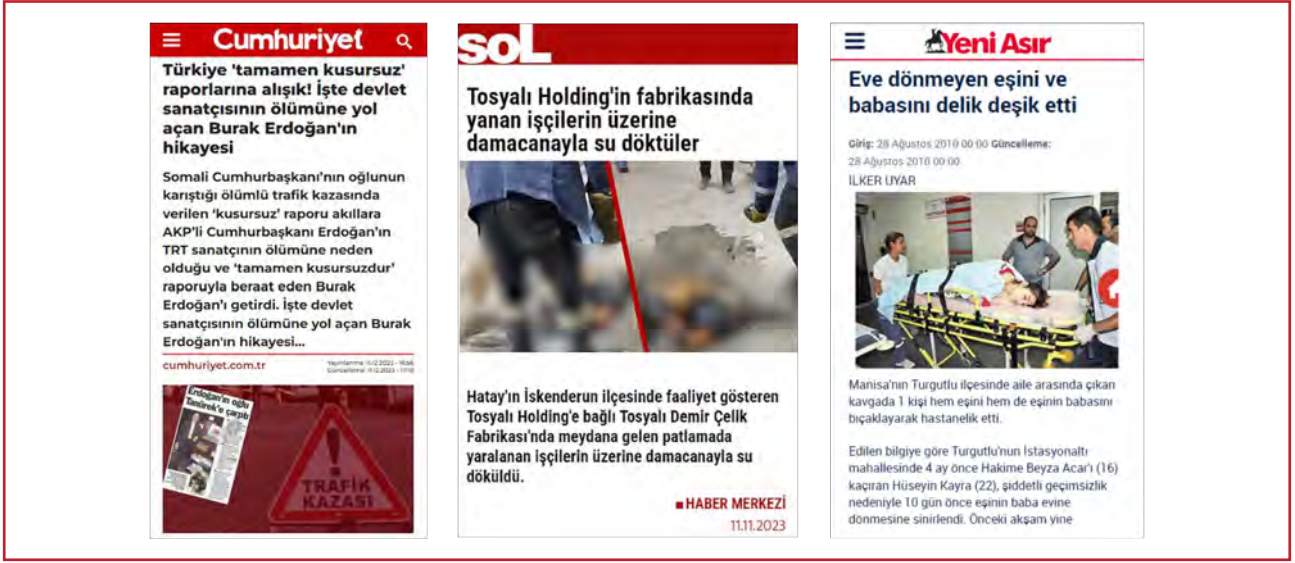 Cumhuriyet
Türkiye 'tamamen kusursuz'
raporlarına alışık! İşte devlet
sanatçısının ölümüne yol
açan Burak Erdoğan'ın
hikayesi
Somali Cumhurbaşkanı'nın oğlunun
karıştığı ölümlü trafik kazasında
verilen 'kusursuz' raporu akıllara
AKP'li Cumhurbaşkanı Erdoğan'ın
TRT sanatçının ölümüne neden
olduğu ve 'tamamen kusursuzdur'
raporuyla beraat eden Burak
Erdoğan'ı getirdi. İşte devlet
sanatçısının ölümüne yol açan Burak
Erdoğan'ın hikayesi...
cumhuriyet.com.tr
Erdoğan'ın oğlu
Tanürek'e çarptı
TRAFİK
KAZASI
soL
Tosyalı Holding'in fabrikasında
yanan işçilerin üzerine
damacanayla su döktüler
Hatay'ın İskenderun ilçesinde faaliyet gösteren
Tosyalı Holding'e bağlı Tosyalı Demir Çelik
Fabrikası'nda meydana gelen patlamada
yaralanan işçilerin üzerine damacanayla su
döküldü.
HABER MERKEZİ
11.11.2023
Yeni Asır
Eve dönmeyen eşini ve
babasını delik deşik etti
Giriş: 28 Ağustos 2010 00:00 Güncelleme:
28 Ağustos 2010 00:00
İLKER UYAR
Manisa'nın Turgutlu ilçesinde aile arasında çıkan
kavgada 1 kişi hem eşini hem de eşinin babasını
bıçaklayarak hastanelik etti.
Edilen bilgiye göre Turgutlu'nun İstasyonaltı
mahallesinde 4 ay önce Hakime Beyza Acar'ı (16)
kaçıran Hüseyin Kayra (22), şiddetli geçimsizlik
nedeniyle 10 gün önce eşinin baba evine
dönmesine sinirlendi. Önceki akşam yine